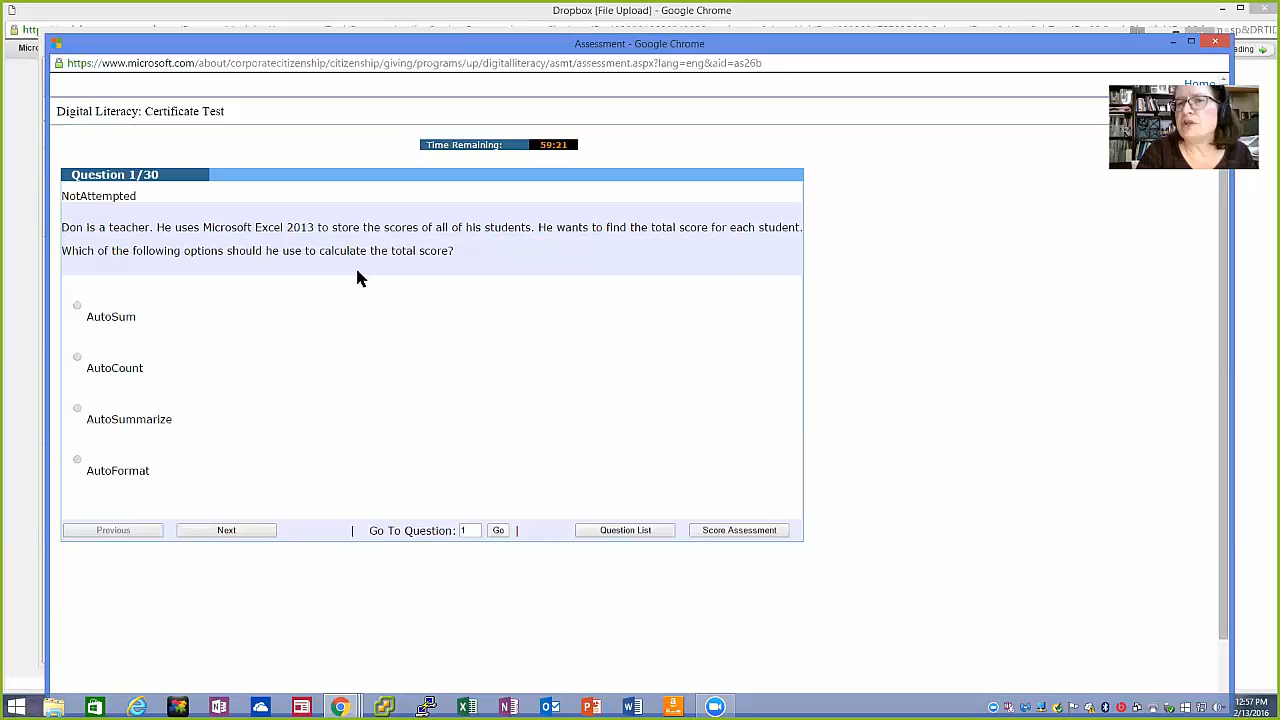 Dropbox [File Upload] - Google Chrome
Assessment - Google Chrome
https://www.microsoft.com/about/corporatecitizenship/citizenship/giving/programs/up/digitalliteracy/asmt/assessment.aspx?lang=eng&aid=as26b
Home
Digital Literacy: Certificate Test
Time Remaining: 59:21
Question 1/30
NotAttempted
Don is a teacher. He uses Microsoft Excel 2013 to store the scores of all of his students. He wants to find the total score for each student.
Which of the following options should he use to calculate the total score?
AutoSum
AutoCount
AutoSummarize
AutoFormat
Previous Next | Go To Question: 1 Go | Question List Score Assessment
12:57 PM
2/13/2016